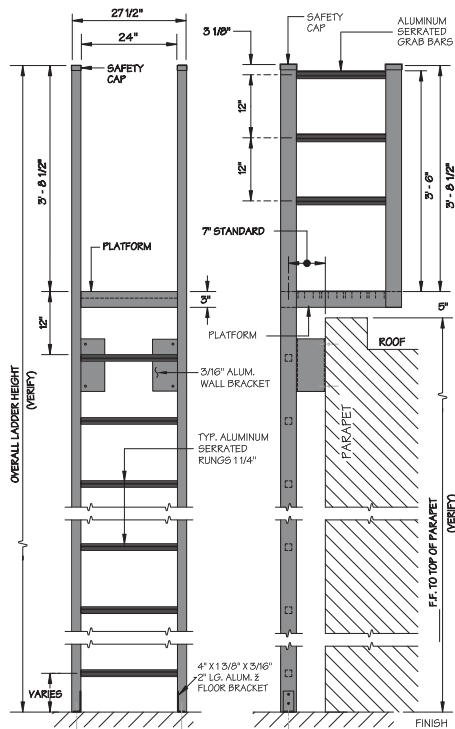 27 1/2"
24"
SAFETY
CAP
3'- 8 1/2"
PLATFORM
3"
12"
3/16" ALUM.
WALL BRACKET
OVERALL LADDER HEIGHT
(VERIFY)
TYP. ALUMINUM
SERRATED
RUNGS 1 1/4"
4" X 1 3/8" X 3/16"
2" LG. ALUM.
FLOOR BRACKET
VARIES
SAFETY
CAP
ALUMINUM
SERRATED
GRAB BARS
3 1/8"
12"
12"
3' - 6"
3' - 8 1/2"
7" STANDARD
PLATFORM
5"
ROOF
PARAPET
F.F. TO TOP OF PARAPET
(VERIFY)
FINISH